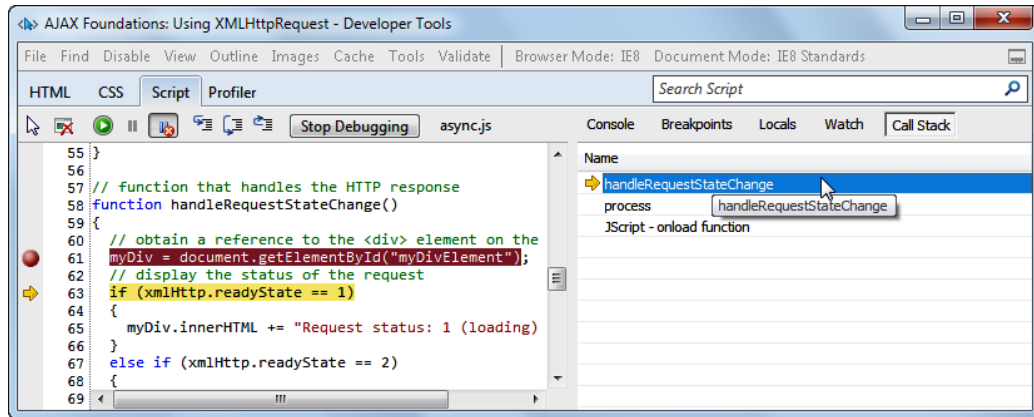 AJAX Foundations: Using XMLHttpRequest - Developer Tools
File Find Disable View Outline Images Cache Tools Validate Browser Mode: IE8 Document Mode: IE8 Standards
HTML CSS Script Profiler Search Script
Stop Debugging async.js Console Breakpoints Locals Watch Call Stack
55 }
56
57 // function that handles the HTTP response
58 function handleRequestStateChange()
59 {
60 // obtain a reference to the <div> element on the
61 myDiv = document.getElementById("myDivElement");
62 // display the status of the request
63 if (xmlHttp.readyState == 1)
64 {
65 myDiv.innerHTML += "Request status: 1 (loading)
66 }
67 else if (xmlHttp.readyState == 2)
68 {
69
Name
handleRequestStateChange
process
handleRequestStateChange
JScript - onload function